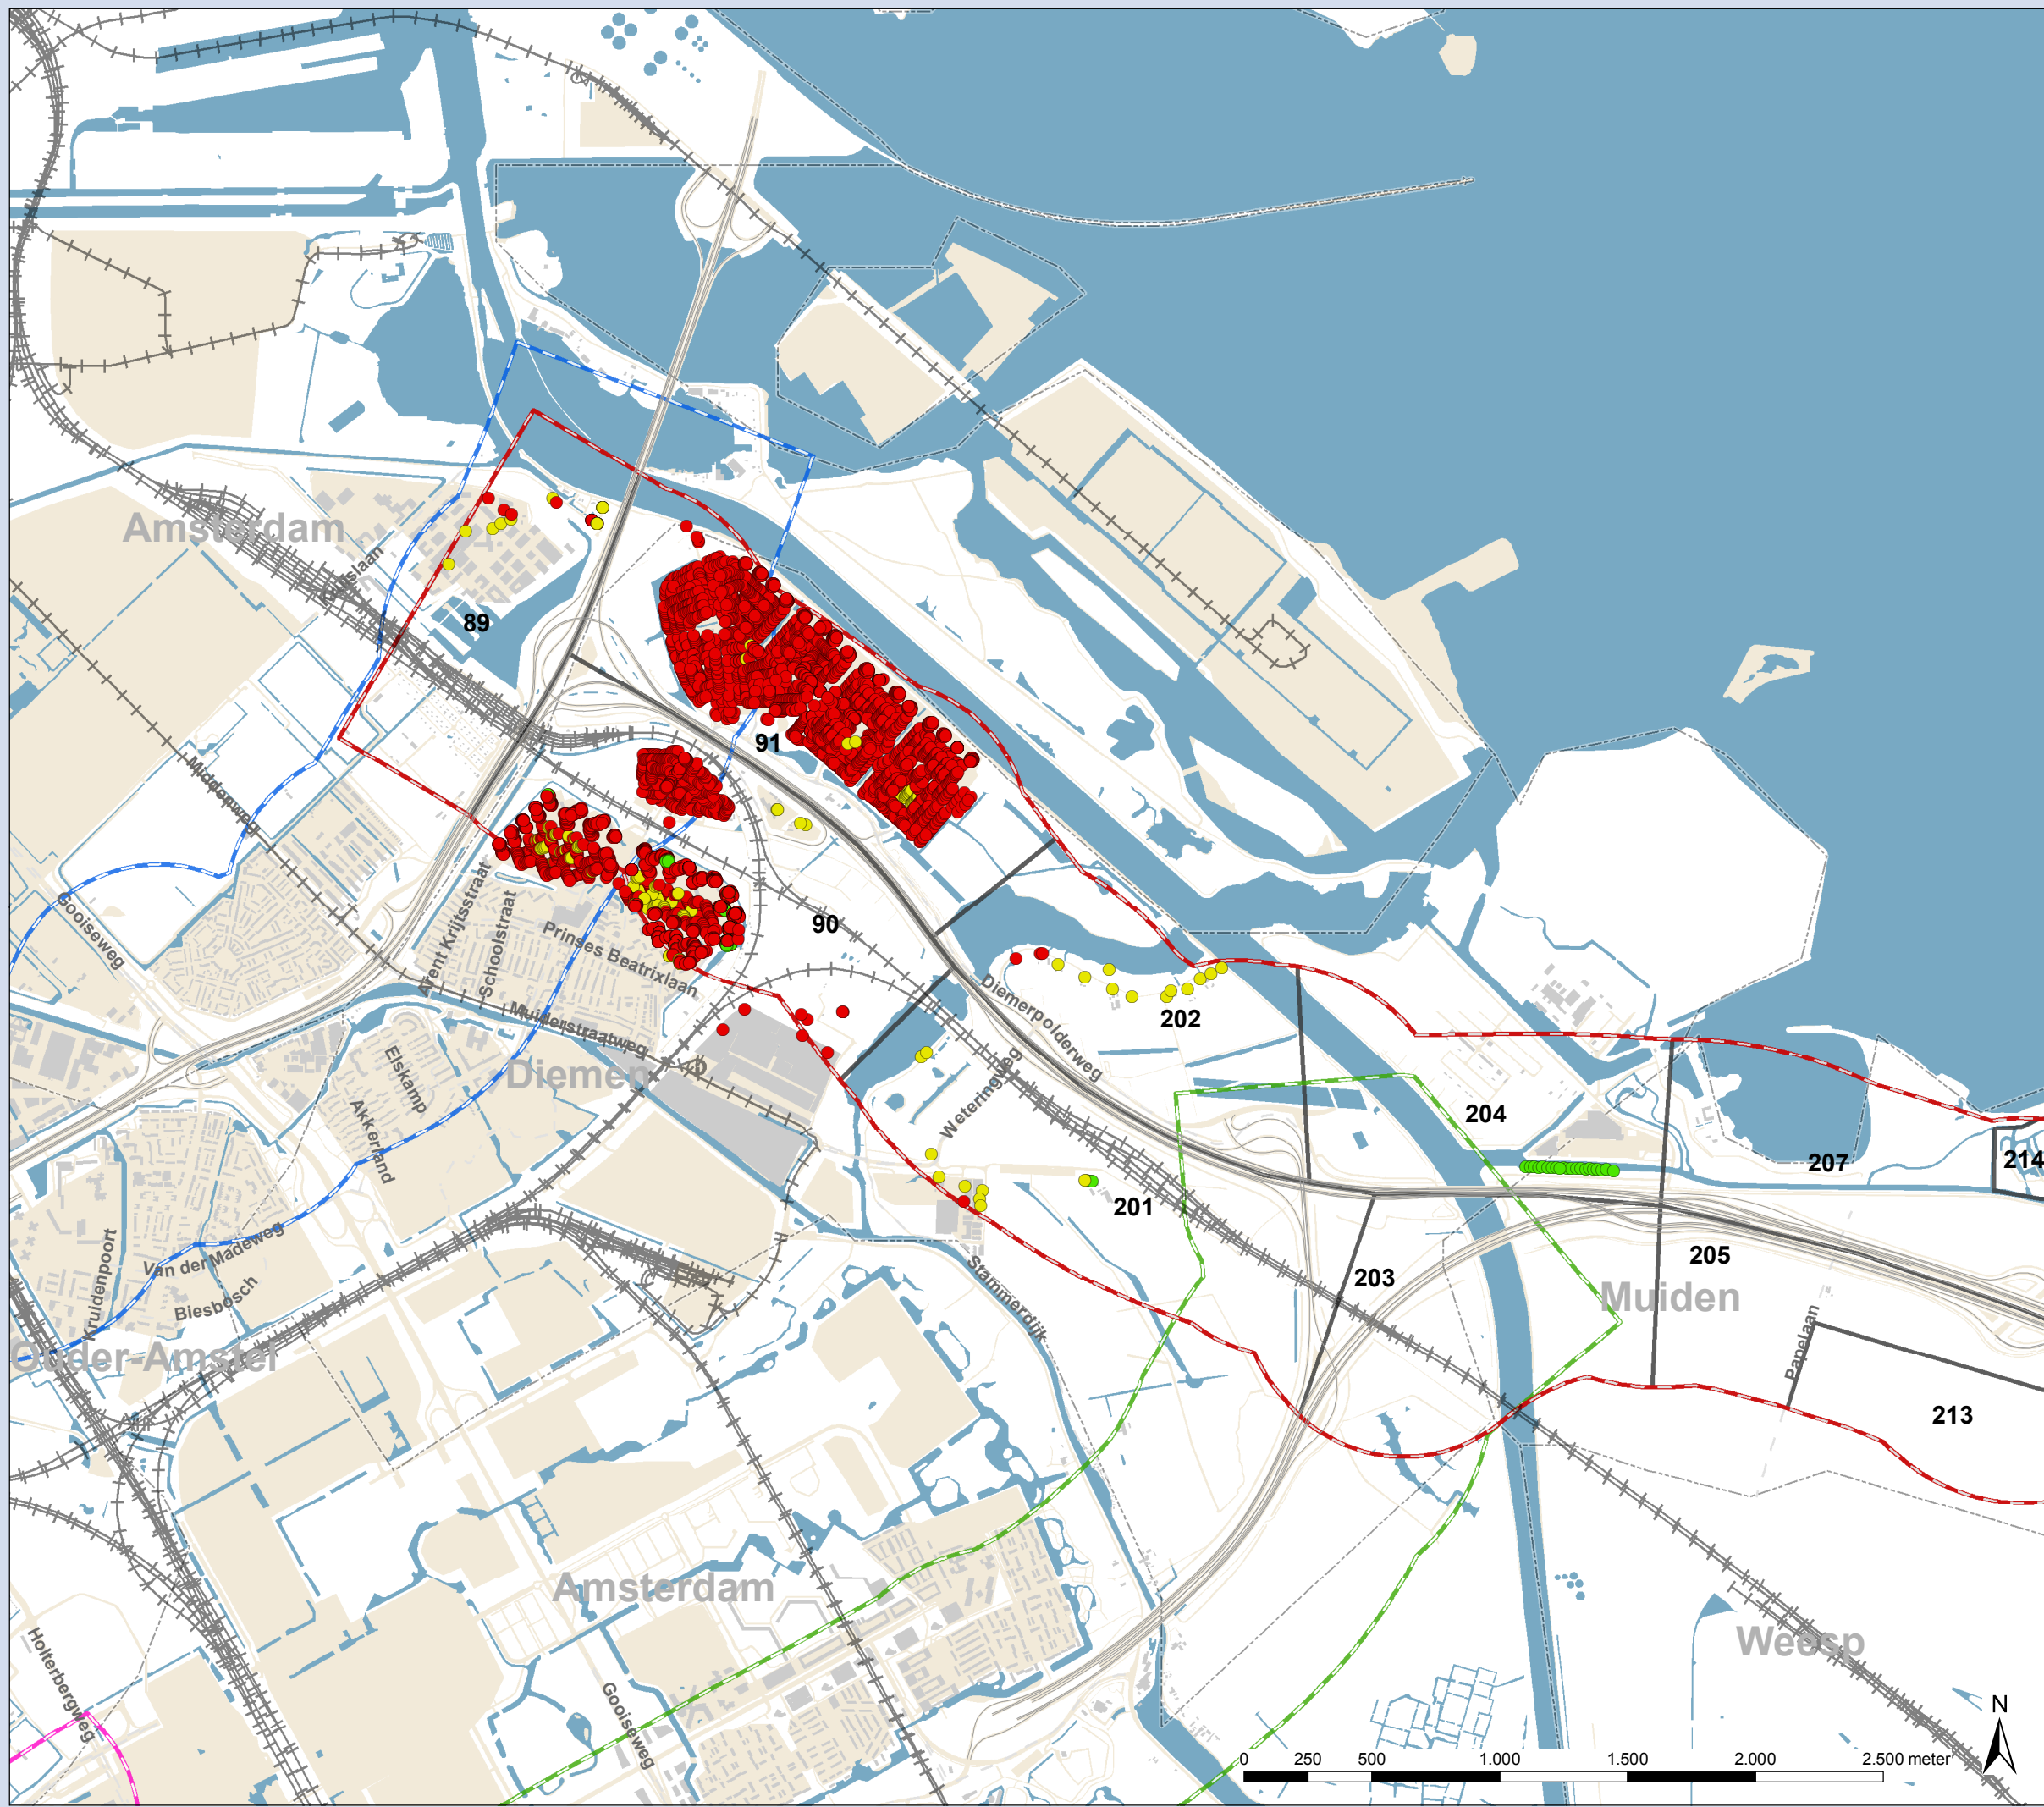 Amsterdam
89
91
Middenweg
Gooiseweg
Arent Krijtsstraat
Schoolstraat
Prinses Beatrixlaan
90
Muiderstraatweg
Diemerpolderweg
202
Elskamp
Diemen
Akkerland
Weteringweg
204
207
214
201
Stammerdijk
203
205
Muiden
Kruidenpoort
Van der Madeweg
Biesbosch
Ouder-Amstel
Papelaan
213
Amsterdam
Weesp
Holterbergweg
Gooiseweg
N
0 250 500 1.000 1.500 2.000 2.500 meter